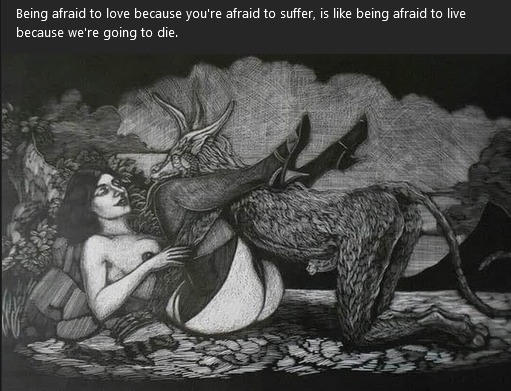 Being afraid to love because you're afraid to suffer, is like being afraid to live
because we're going to die.